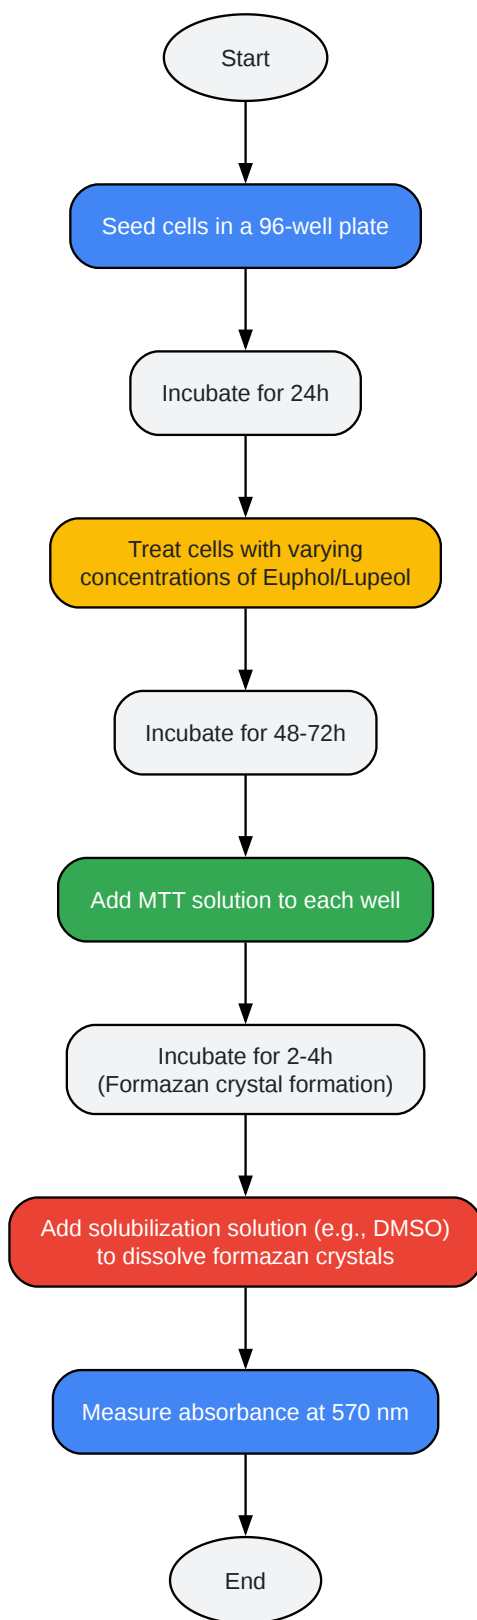 Start
Seed cells in a 96-well plate
Incubate for 24h
Treat cells with varying
concentrations of Euphol/Lupeol
Incubate for 48-72h
Add MTT solution to each well
Incubate for 2-4h
(Formazan crystal formation)
Add solubilization solution (e.g., DMSO)
to dissolve formazan crystals
Measure absorbance at 570 nm
End